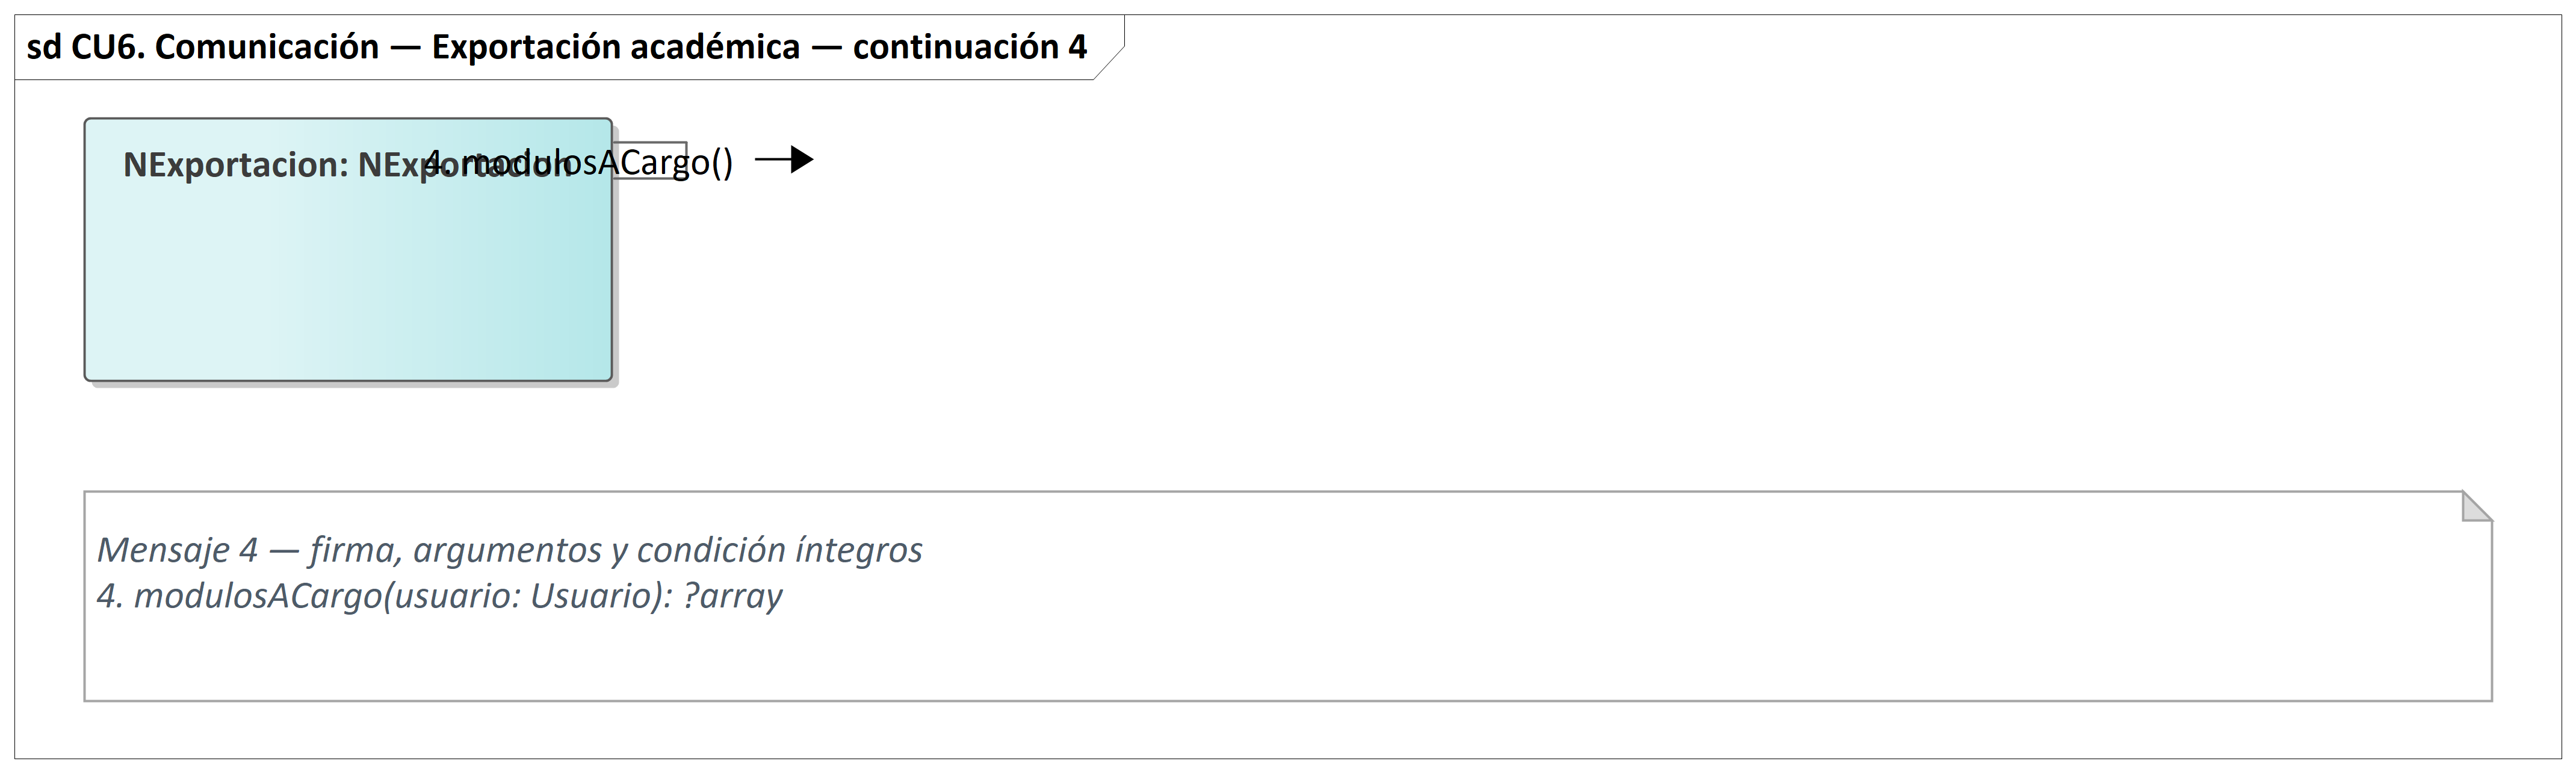 sd CU6. Comunicación — Exportación académica — continuación 4
NExportacion: NExportacion
4. modulosACargo()
Mensaje 4 — firma, argumentos y condición íntegros
4. modulosACargo(usuario: Usuario): ?array